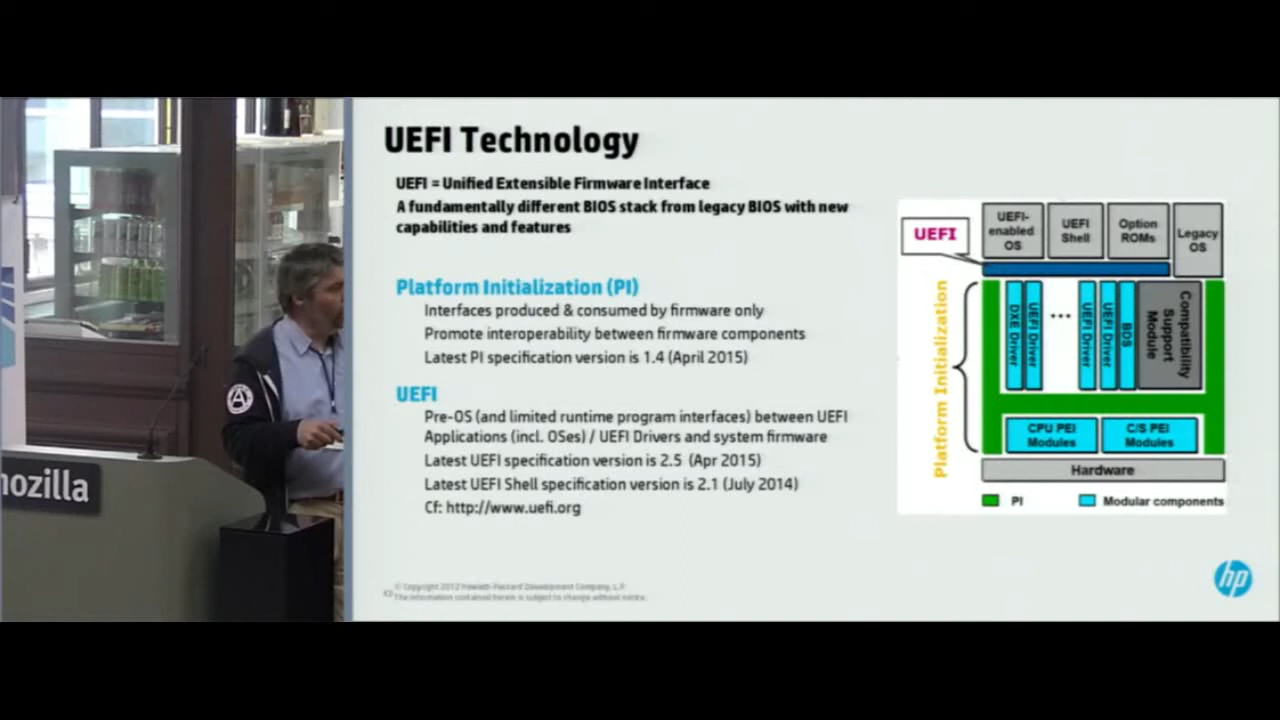 UEFI Technology
UEFI = Unified Extensible Firmware Interface
A fundamentally different BIOS stack from legacy BIOS with new
capabilities and features
Platform Initialization (PI)
Interfaces produced & consumed by firmware only
Promote interoperability between firmware components
Latest PI specification version is 1.4 (April 2015)
UEFI
Pre-OS (and limited runtime program interfaces) between UEFI
Applications (incl. OSes) / UEFI Drivers and system firmware
Latest UEFI specification version is 2.5 (Apr 2015)
Latest UEFI Shell specification version is 2.1 (July 2014)
Cf: http://www.uefi.org
UEFI
UEFI-
enabled
OS
UEFI
Shell
Option
ROMs
Legacy
OS
Platform Initialization
DXE Driver
UEFI Driver
...
UEFI Driver
UEFI Driver
BDS
Compatibility
Support
Module
CPU PEI
Modules
C/S PEI
Modules
Hardware
PI
Modular components
© Copyright 2012 Hewlett-Packard Development Company, L.P.
The information contained herein is subject to change without notice.
hp
mozilla